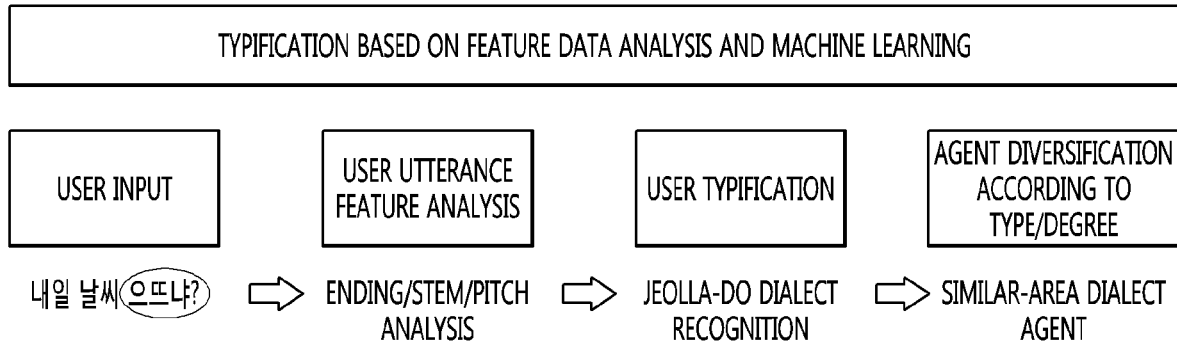 TYPIFICATION BASED ON FEATURE DATA ANALYSIS AND MACHINE LEARNING
USER INPUT
USER UTTERANCE
FEATURE ANALYSIS
USER TYPIFICATION
AGENT DIVERSIFICATION
ACCORDING TO
TYPE/DEGREE
내일 날씨 으뜨냐?
ENDING/STEM/PITCH
ANALYSIS
JEOLLA-DO DIALECT
RECOGNITION
SIMILAR-AREA DIALECT
AGENT